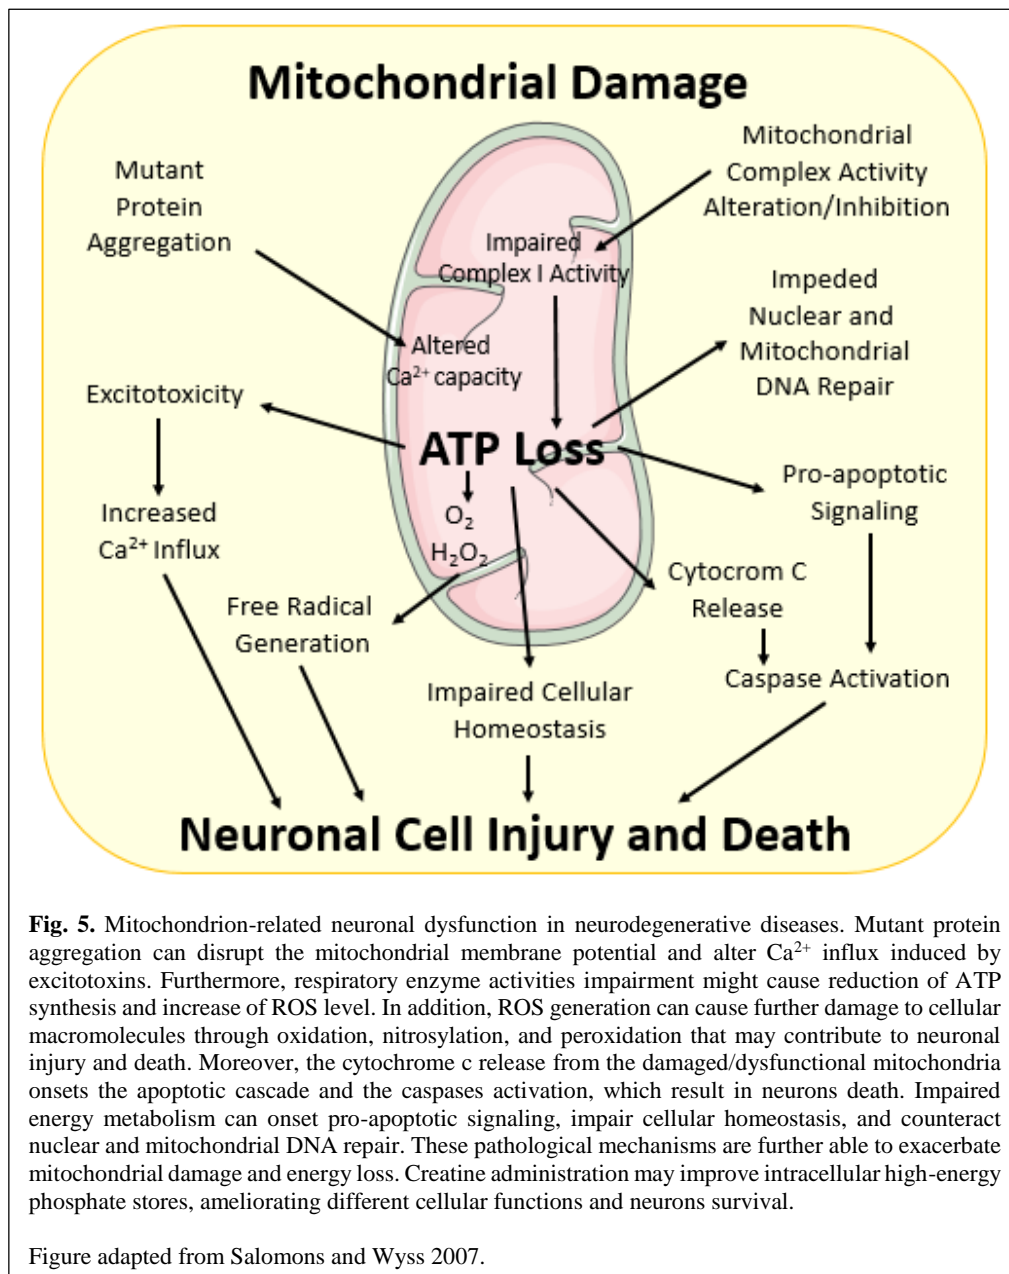 Mitochondrial Damage
Mutant
Protein
Aggregation
Mitochondrial
Complex Activity
Alteration/Inhibition
Impaired
Complex I Activity
Impeded
Nuclear and
Mitochondrial
DNA Repair
Altered
Ca²⁺ capacity
Excitotoxicity
ATP Loss
Pro-apoptotic
Signaling
Increased
Ca²⁺ Influx
O₂
H₂O₂
Cytocrom C
Release
Free Radical
Generation
Impaired Cellular
Homeostasis
Caspase Activation
Neuronal Cell Injury and Death
Fig. 5. Mitochondrion-related neuronal dysfunction in neurodegenerative diseases. Mutant protein
aggregation can disrupt the mitochondrial membrane potential and alter Ca²⁺ influx induced by
excitotoxins. Furthermore, respiratory enzyme activities impairment might cause reduction of ATP
synthesis and increase of ROS level. In addition, ROS generation can cause further damage to cellular
macromolecules through oxidation, nitrosylation, and peroxidation that may contribute to neuronal
injury and death. Moreover, the cytochrome c release from the damaged/dysfunctional mitochondria
onsets the apoptotic cascade and the caspases activation, which result in neurons death. Impaired
energy metabolism can onset pro-apoptotic signaling, impair cellular homeostasis, and counteract
nuclear and mitochondrial DNA repair. These pathological mechanisms are further able to exacerbate
mitochondrial damage and energy loss. Creatine administration may improve intracellular high-energy
phosphate stores, ameliorating different cellular functions and neurons survival.
Figure adapted from Salomons and Wyss 2007.